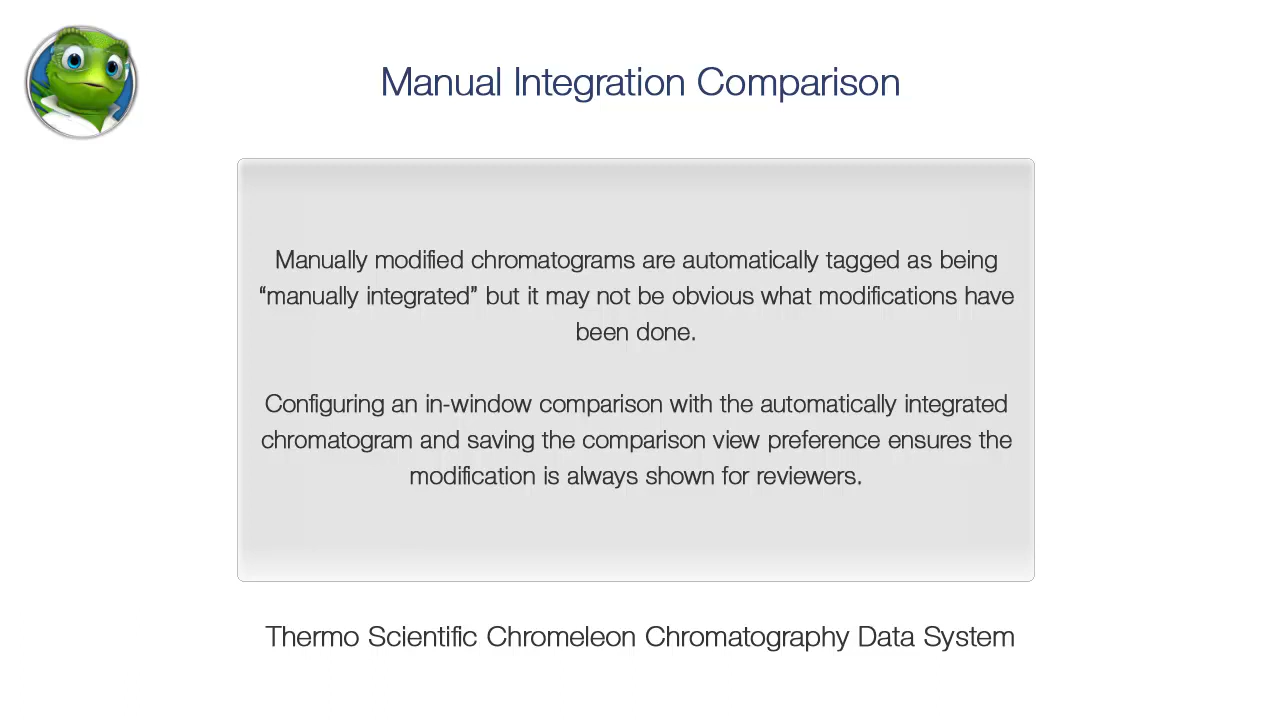 Manual Integration Comparison
Manually modified chromatograms are automatically tagged as being
“manually integrated” but it may not be obvious what modifications have
been done.
Configuring an in-window comparison with the automatically integrated
chromatogram and saving the comparison view preference ensures the
modification is always shown for reviewers.
Thermo Scientific Chromeleon Chromatography Data System